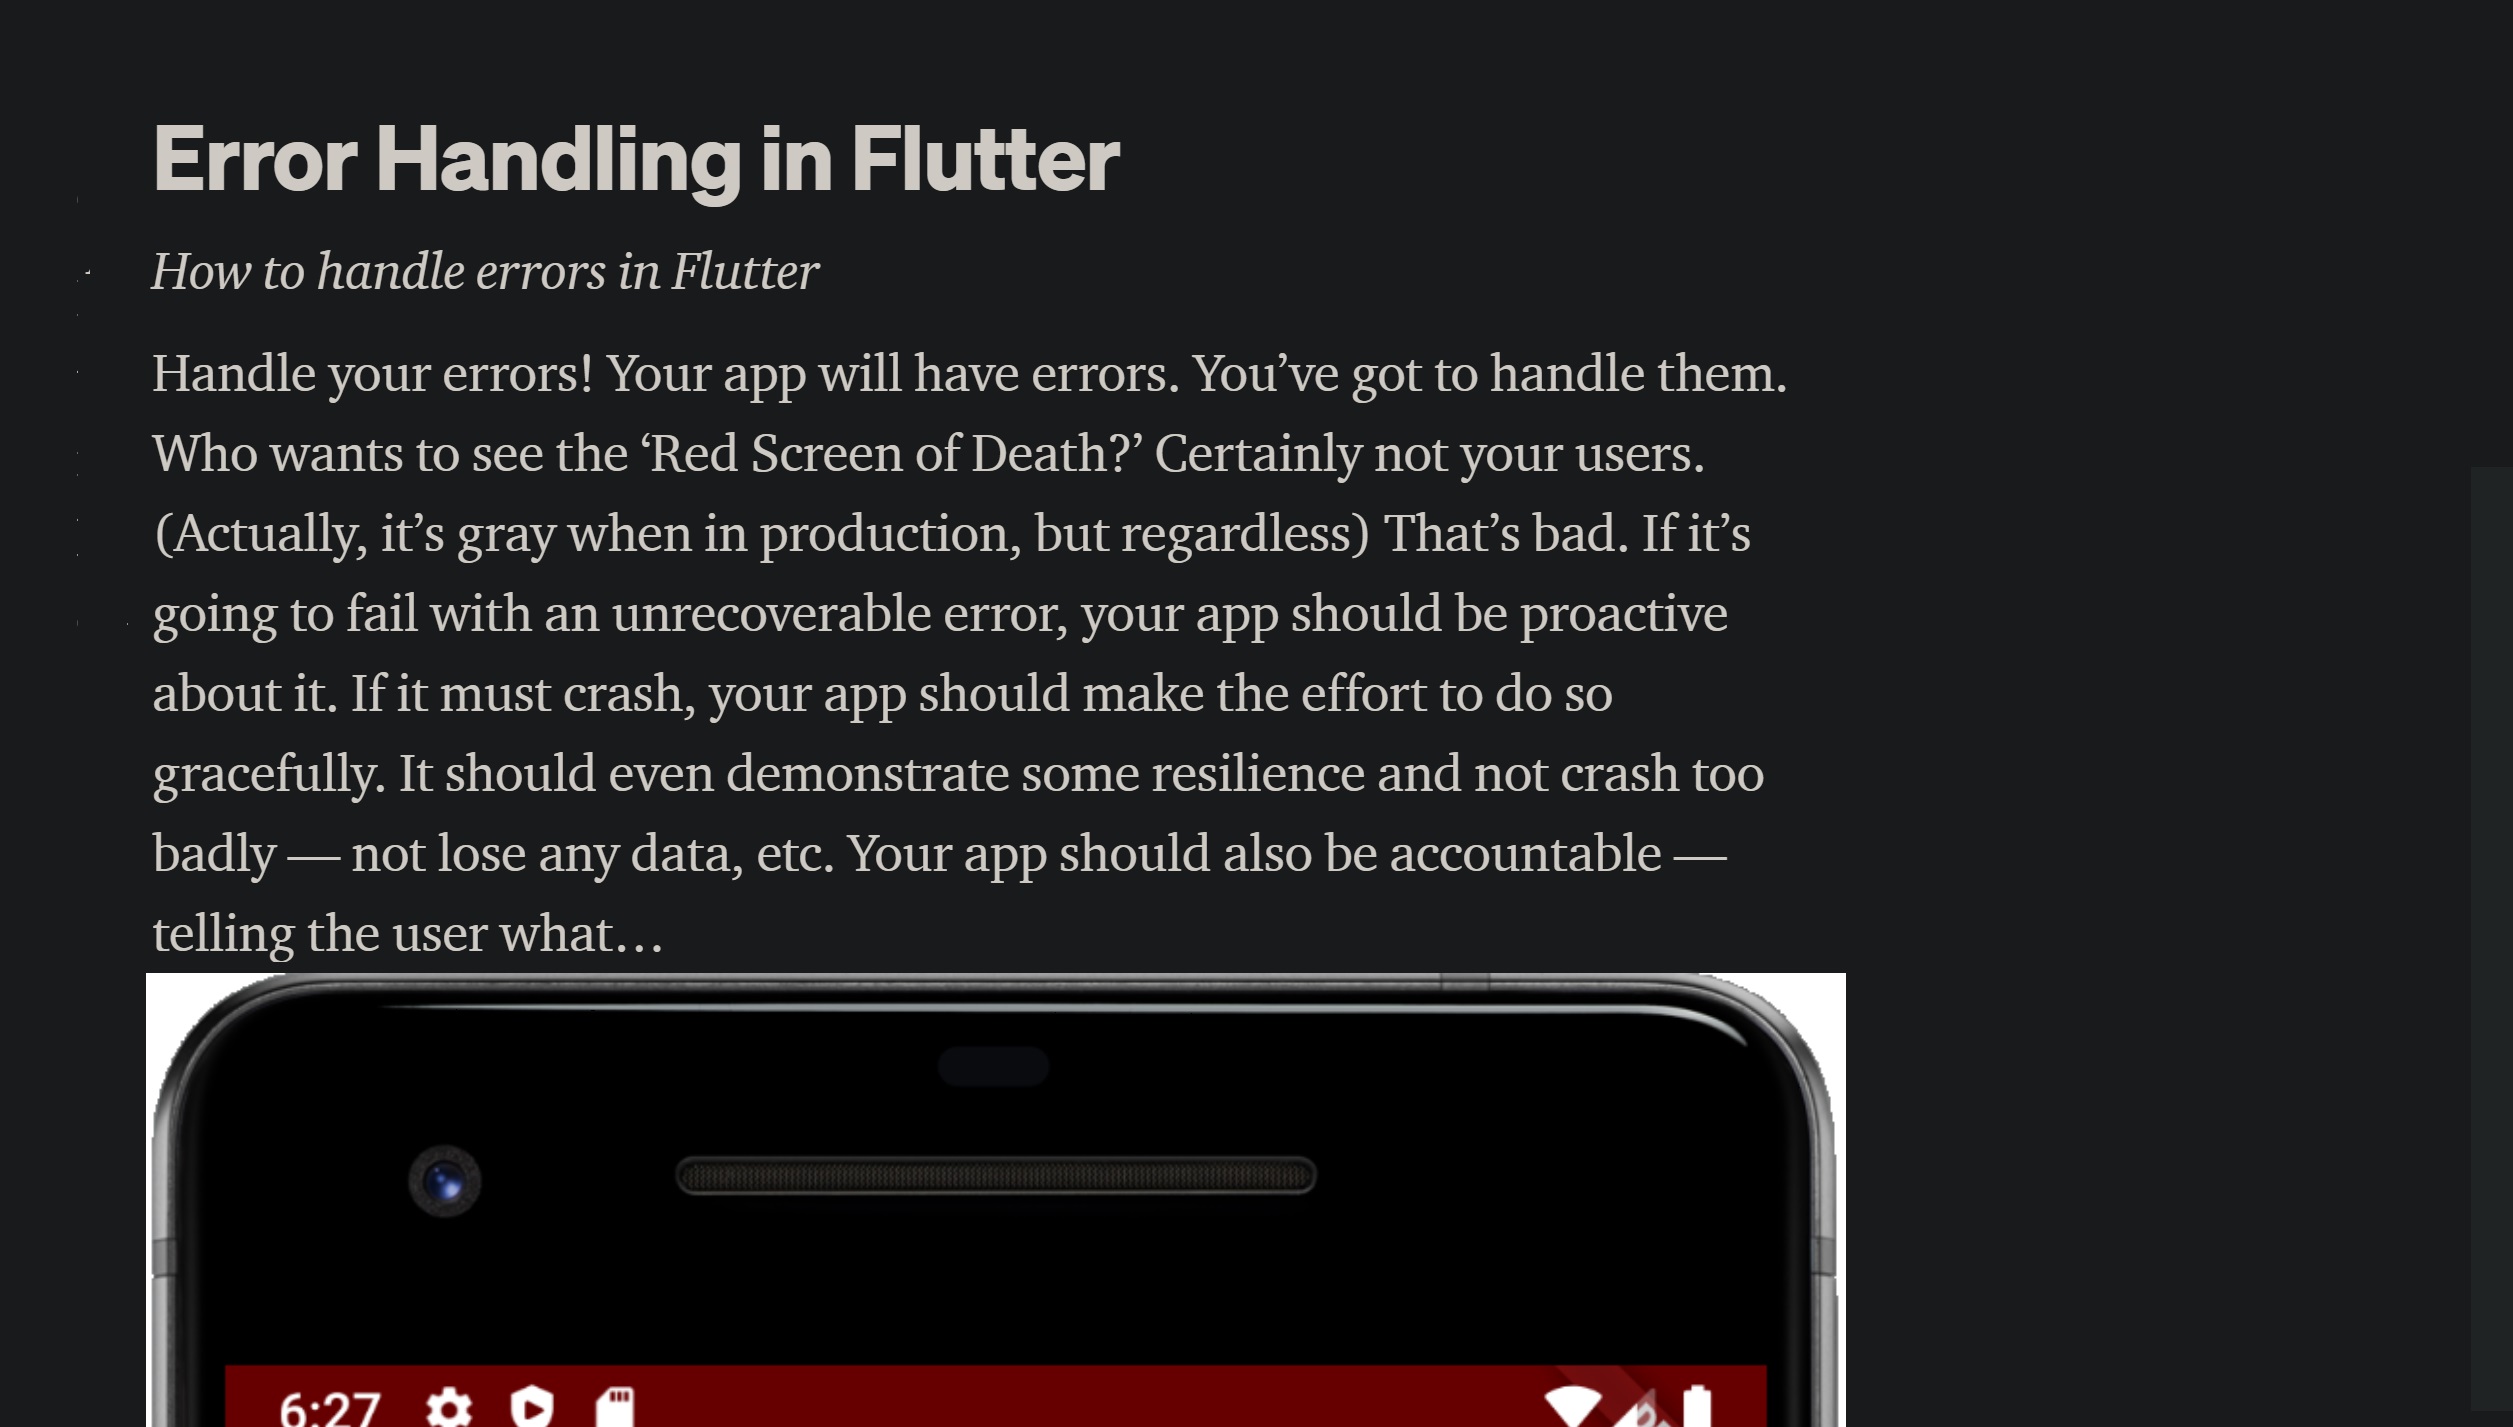 Error Handling in Flutter
How to handle errors in Flutter
Handle your errors! Your app will have errors. You’ve got to handle them.
Who wants to see the ‘Red Screen of Death?’ Certainly not your users.
(Actually, it’s gray when in production, but regardless) That’s bad. If it’s
going to fail with an unrecoverable error, your app should be proactive
about it. If it must crash, your app should make the effort to do so
gracefully. It should even demonstrate some resilience and not crash too
badly — not lose any data, etc. Your app should also be accountable —
telling the user what…
6:27